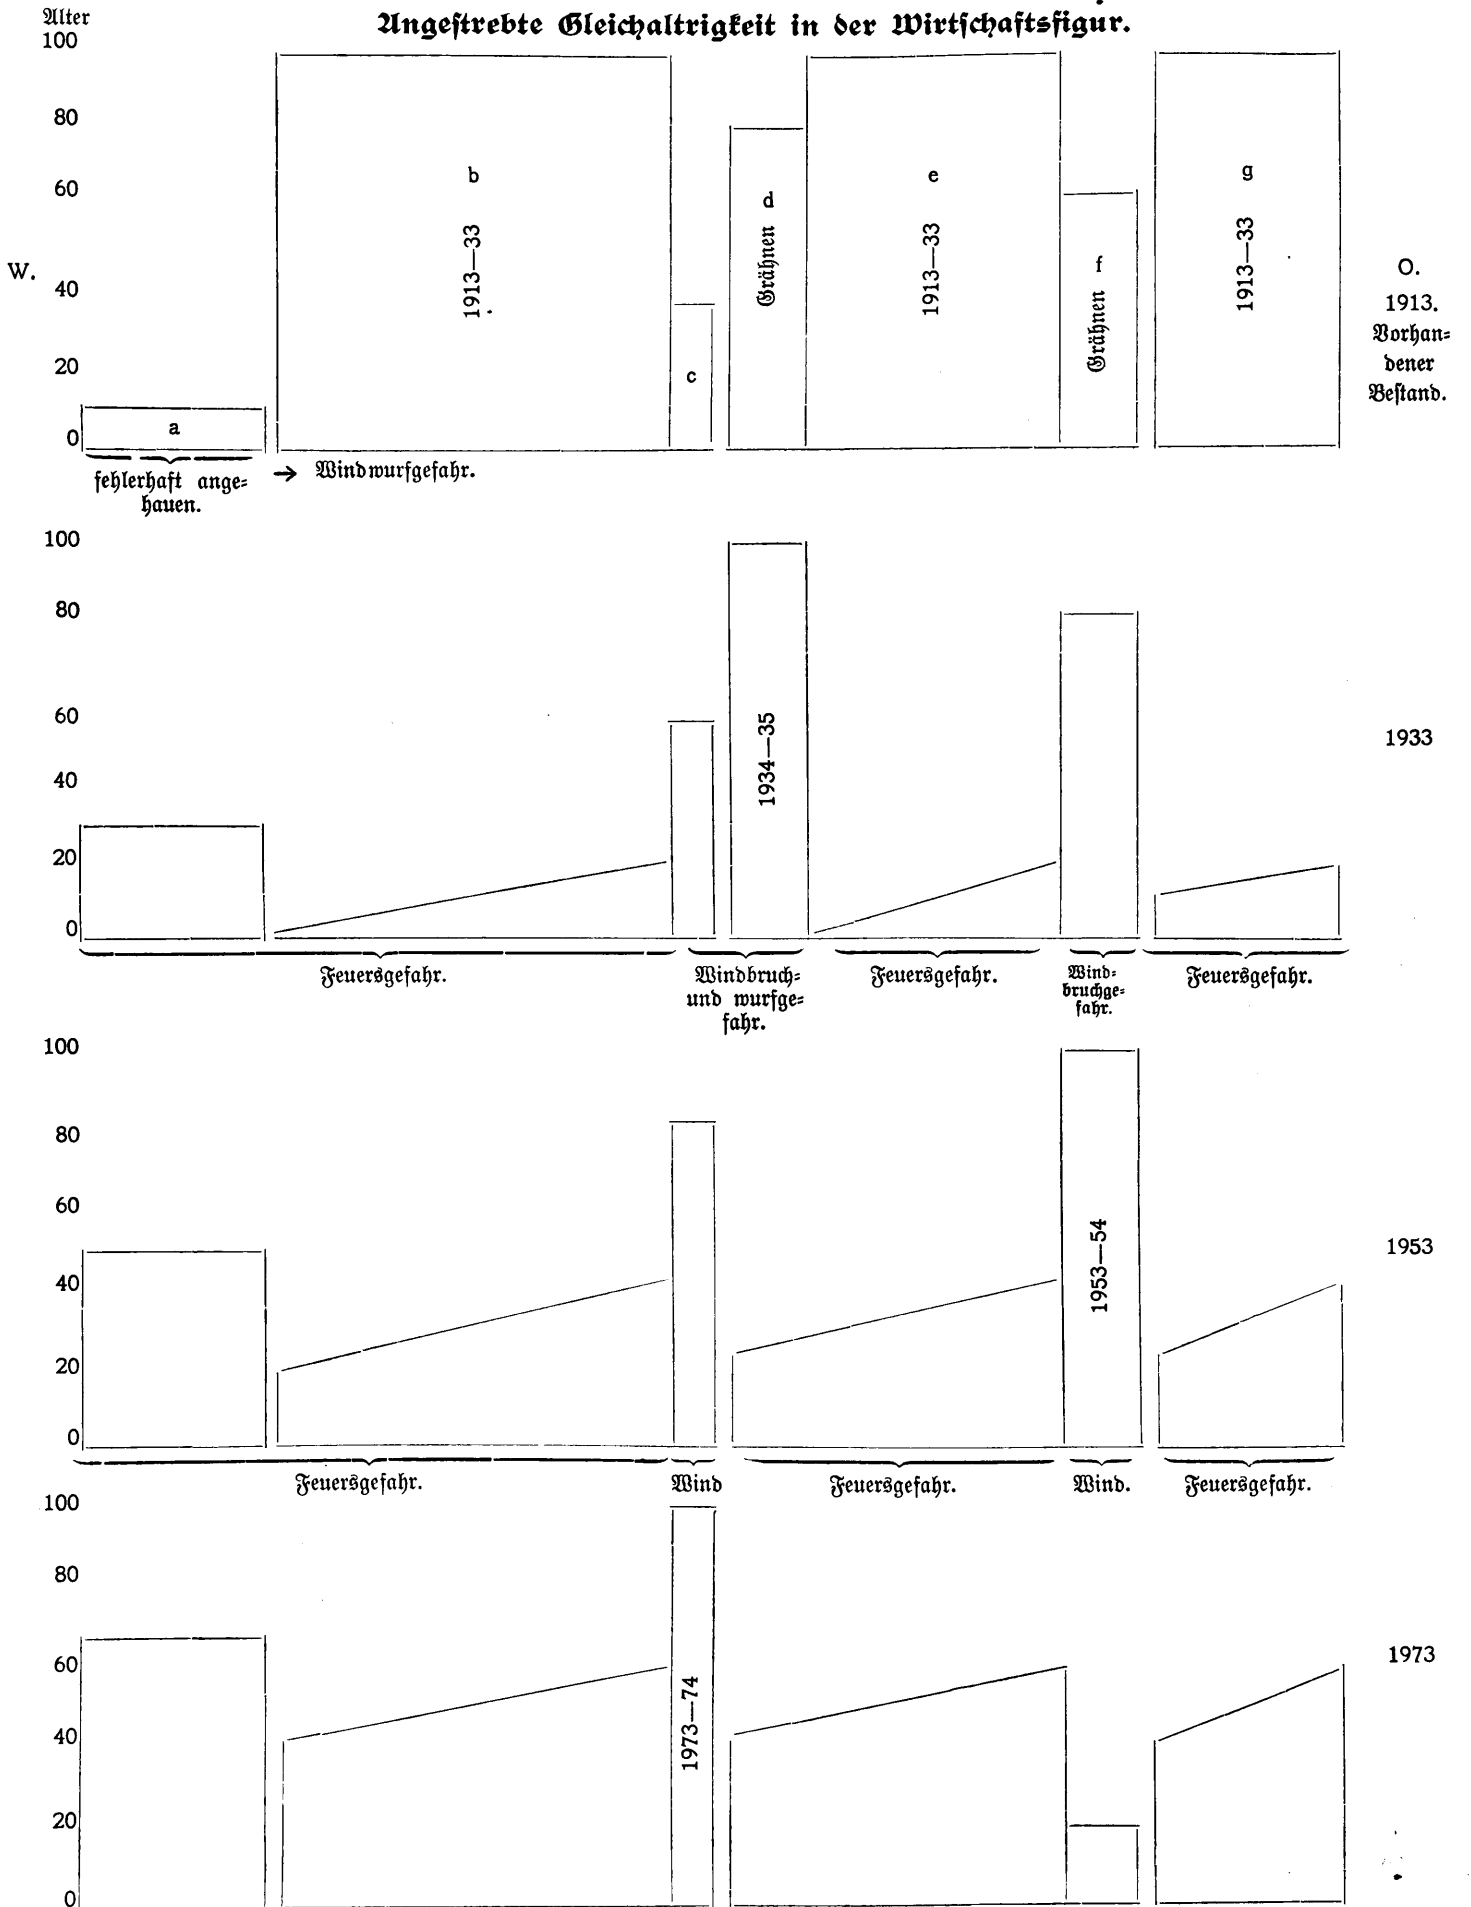 Alter
Angestrebte Gleichaltrigkeit in der Wirtschaftsfigur.
100
80
60
40
20
0
W.
a
b
1913—33
c
d
Grähnen
e
1913—33
f
Grähnen
g
1913—33
O.
1913.
Vorhan=
dener
Bestand.
fehlerhaft ange=
hauen.
→ Windwurfgefahr.
100
80
60
40
20
0
1934—35
1933
Feuersgefahr.
Windbruch=
und wurfge=
fahr.
Feuersgefahr.
Wind=
bruchge=
fahr.
Feuersgefahr.
100
80
60
40
20
0
1953—54
1953
Feuersgefahr.
Wind
Feuersgefahr.
Wind.
Feuersgefahr.
100
80
60
40
20
0
1973—74
1973